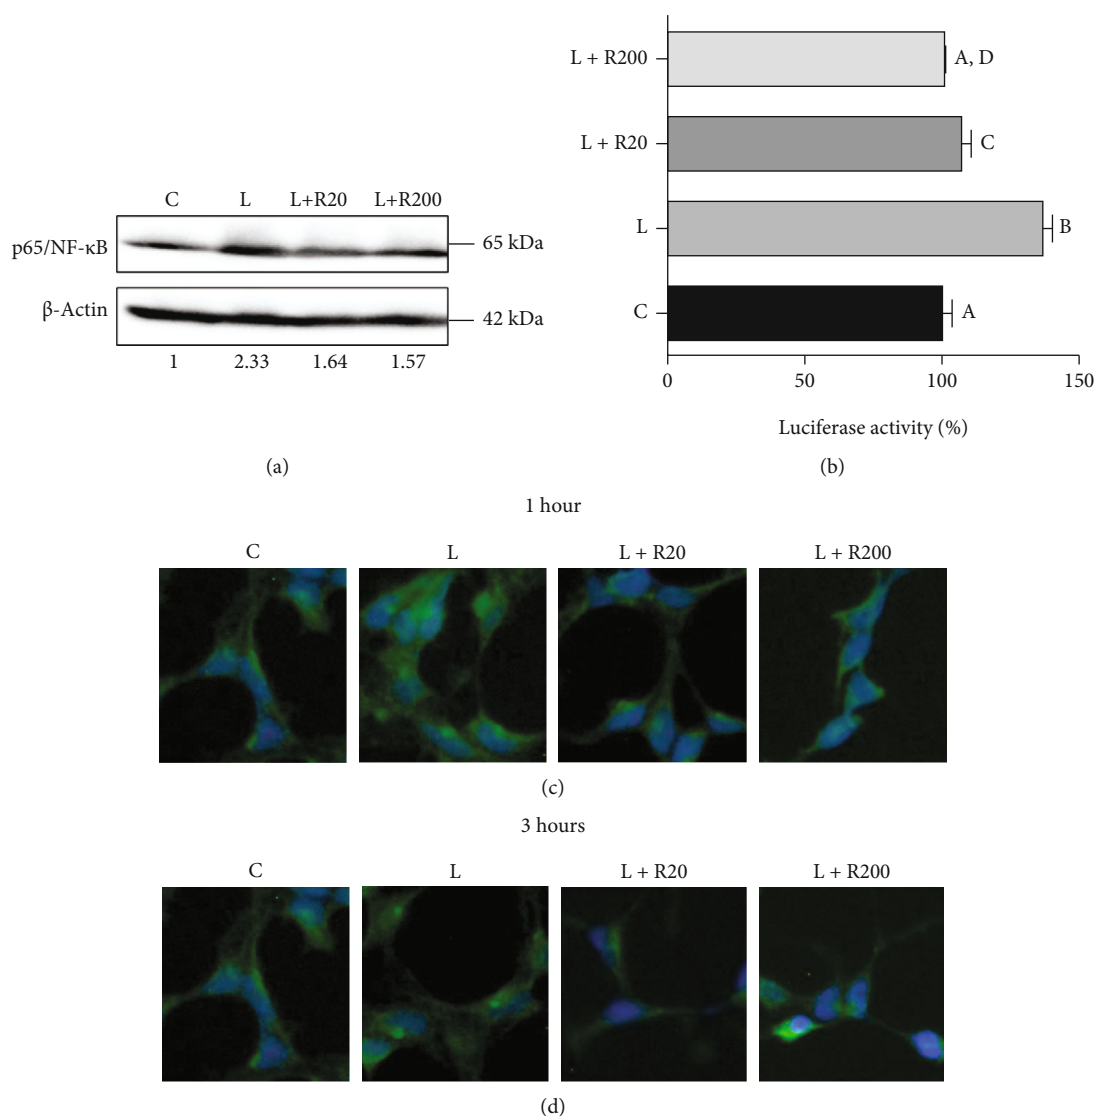 C L L+R20 L+R200
p65/NF-κB 65 kDa
β-Actin 42 kDa
1 2.33 1.64 1.57
(a)
L + R200 A, D
L + R20 C
L B
C A
0 50 100 150
Luciferase activity (%)
(b)
1 hour
C L L + R20 L + R200
(c)
3 hours
C L L + R20 L + R200
(d)